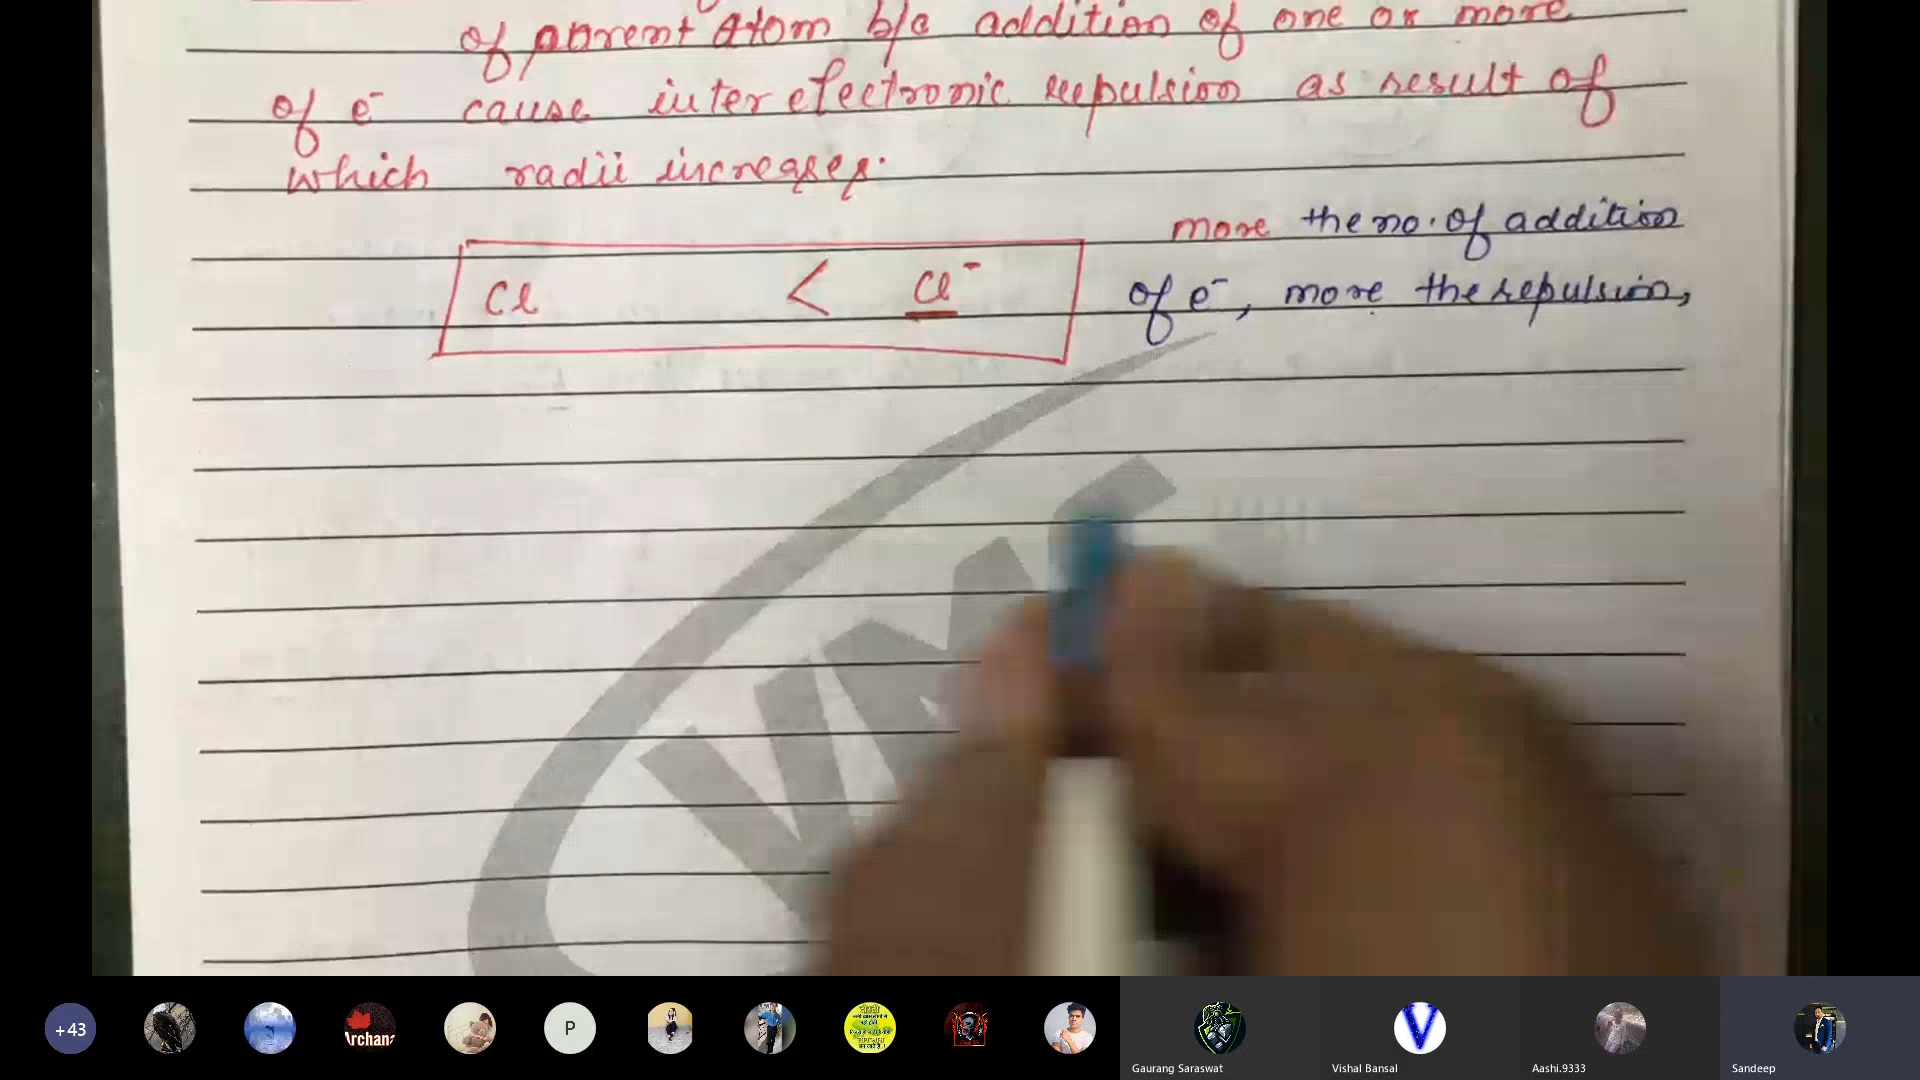 of parent atom b/c addition of one or more
of e⁻ cause inter electronic repulsion as result of
which radii increases.
more the no. of addition
Cl < Cl⁻
of e⁻, more the repulsion,
VM
+43
Archana
P
Gaurang Saraswat
Vishal Bansal
Aashi.9333
Sandeep